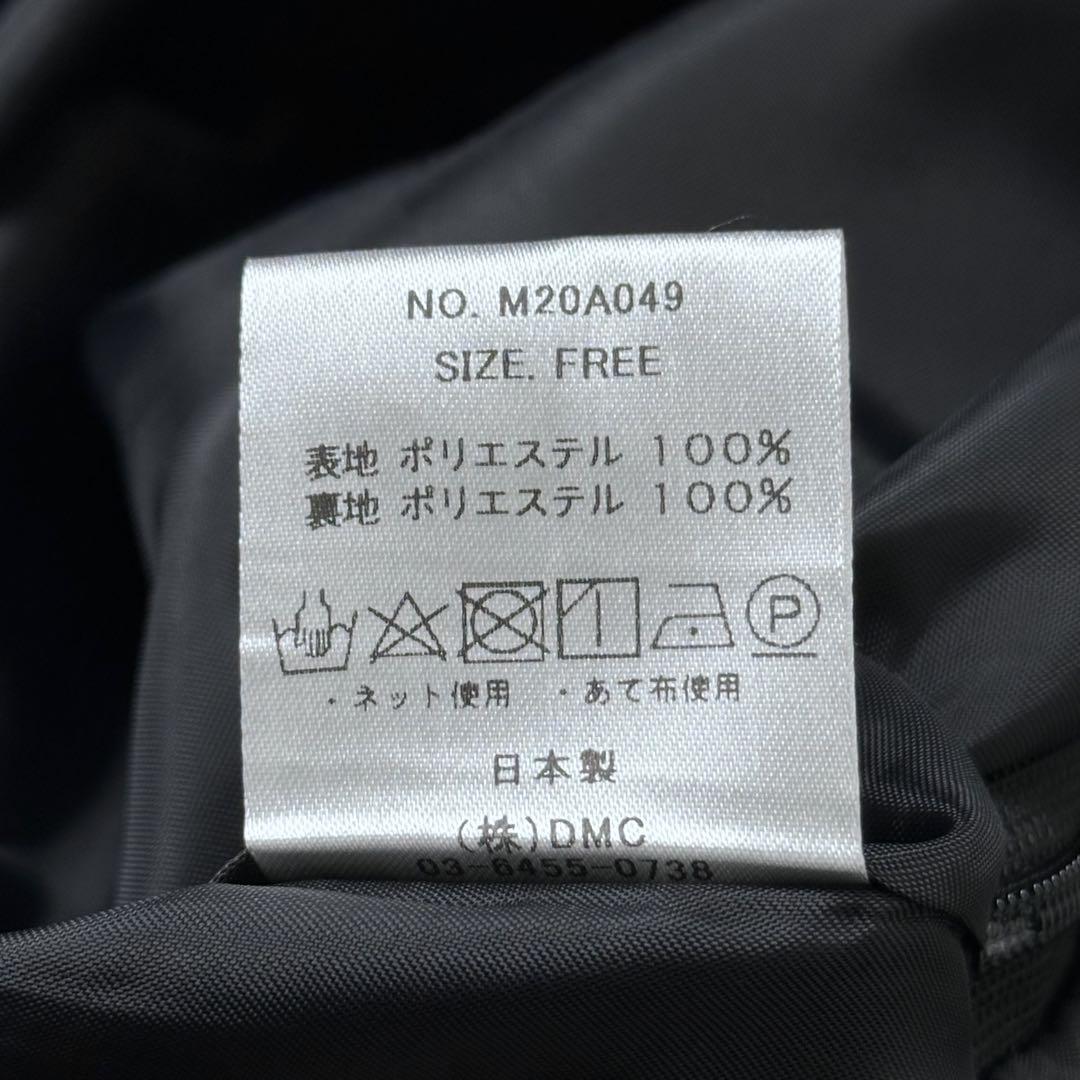 NO. M20A049
SIZE. FREE
表地 ポリエステル 100%
裏地 ポリエステル 100%
P
・ネット使用 ・あて布使用
日本製
(株)DMC
03-6455-0738